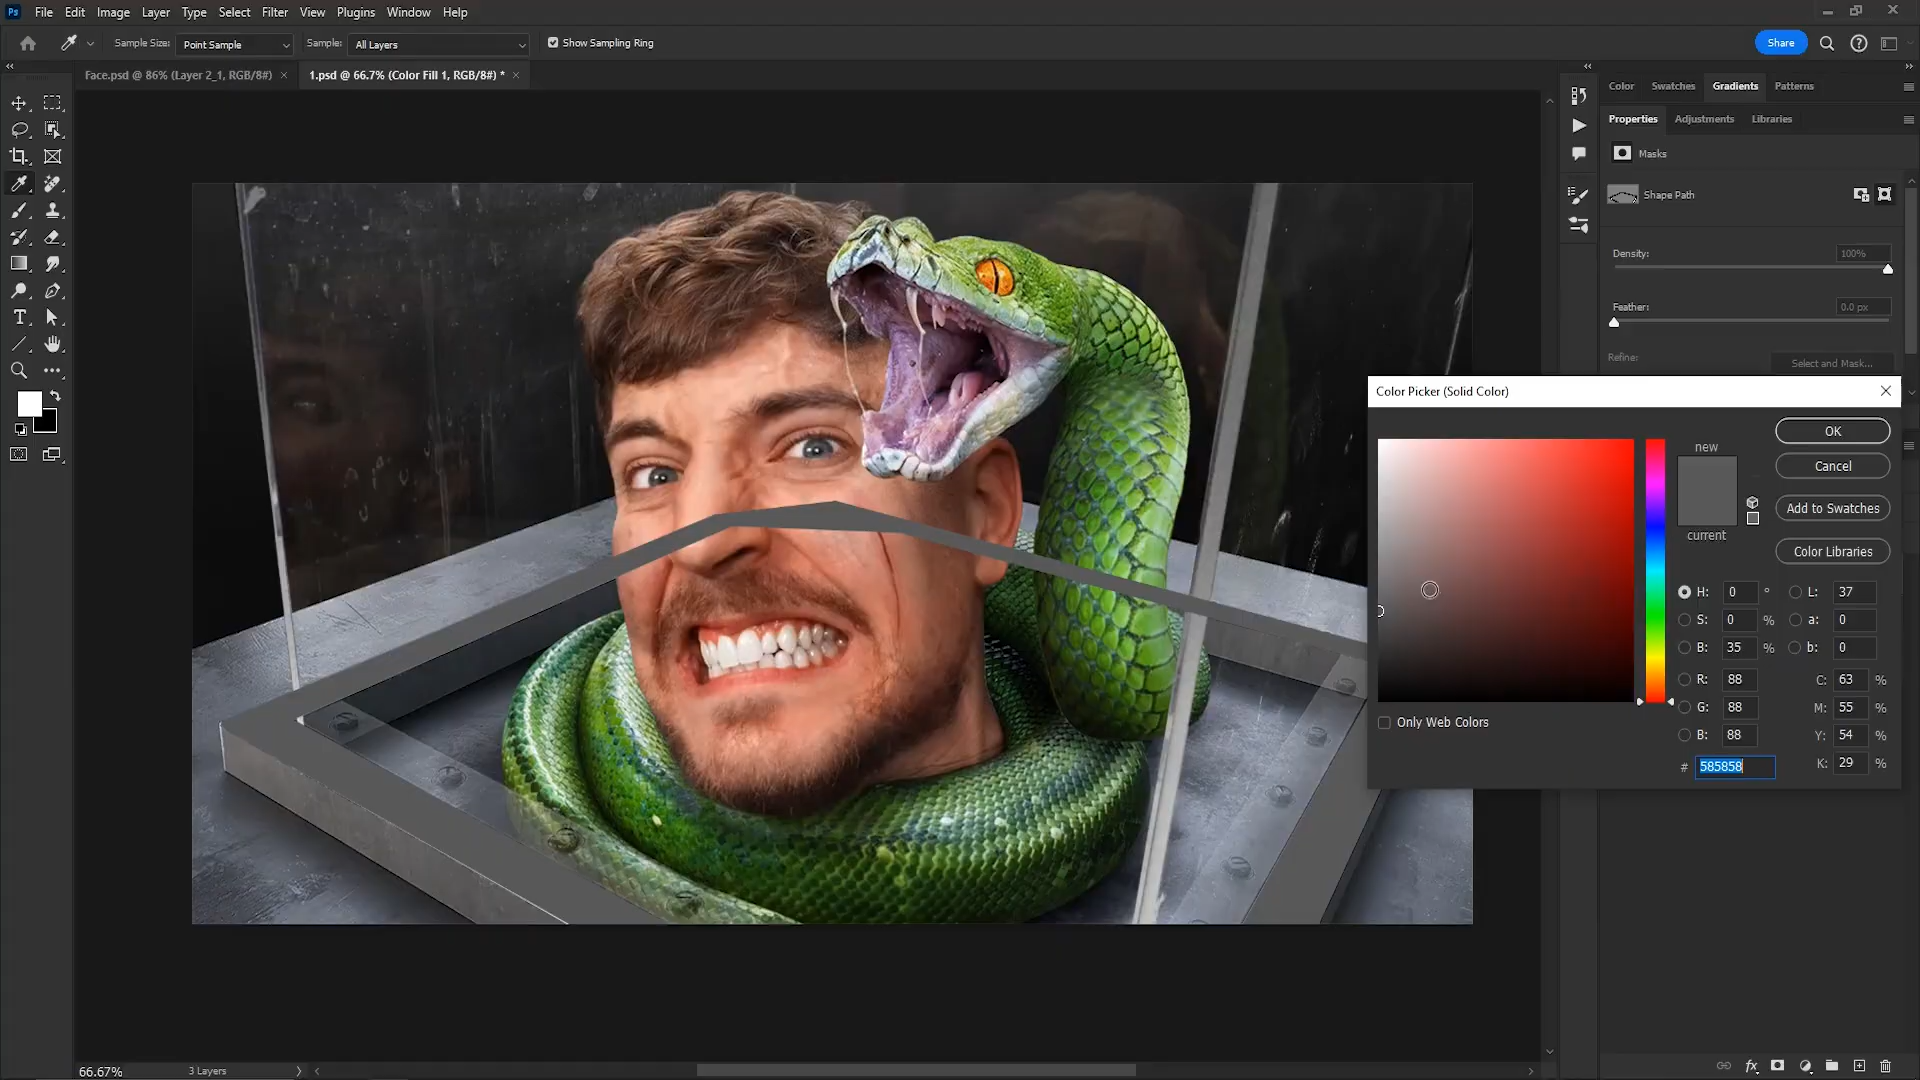 Ps File Edit Image Layer Type Select Filter View Plugins Window Help
Sample Size: Point Sample Sample: All Layers Show Sampling Ring Share
Face.psd @ 86% (Layer 2_1, RGB/8#) × 1.psd @ 66.7% (Color Fill 1, RGB/8#) * ×
Color Swatches Gradients Patterns
Properties Adjustments Libraries
Masks
Shape Path
Density: 100%
Feather: 0.0 px
Refine: Select and Mask...
Color Picker (Solid Color)
new
current
OK
Cancel
Add to Swatches
Color Libraries
H: 0 ° L: 37
S: 0 % a: 0
B: 35 % b: 0
R: 88 C: 63 %
G: 88 M: 55 %
B: 88 Y: 54 %
# 585858 K: 29 %
Only Web Colors
66.67% 3 Layers